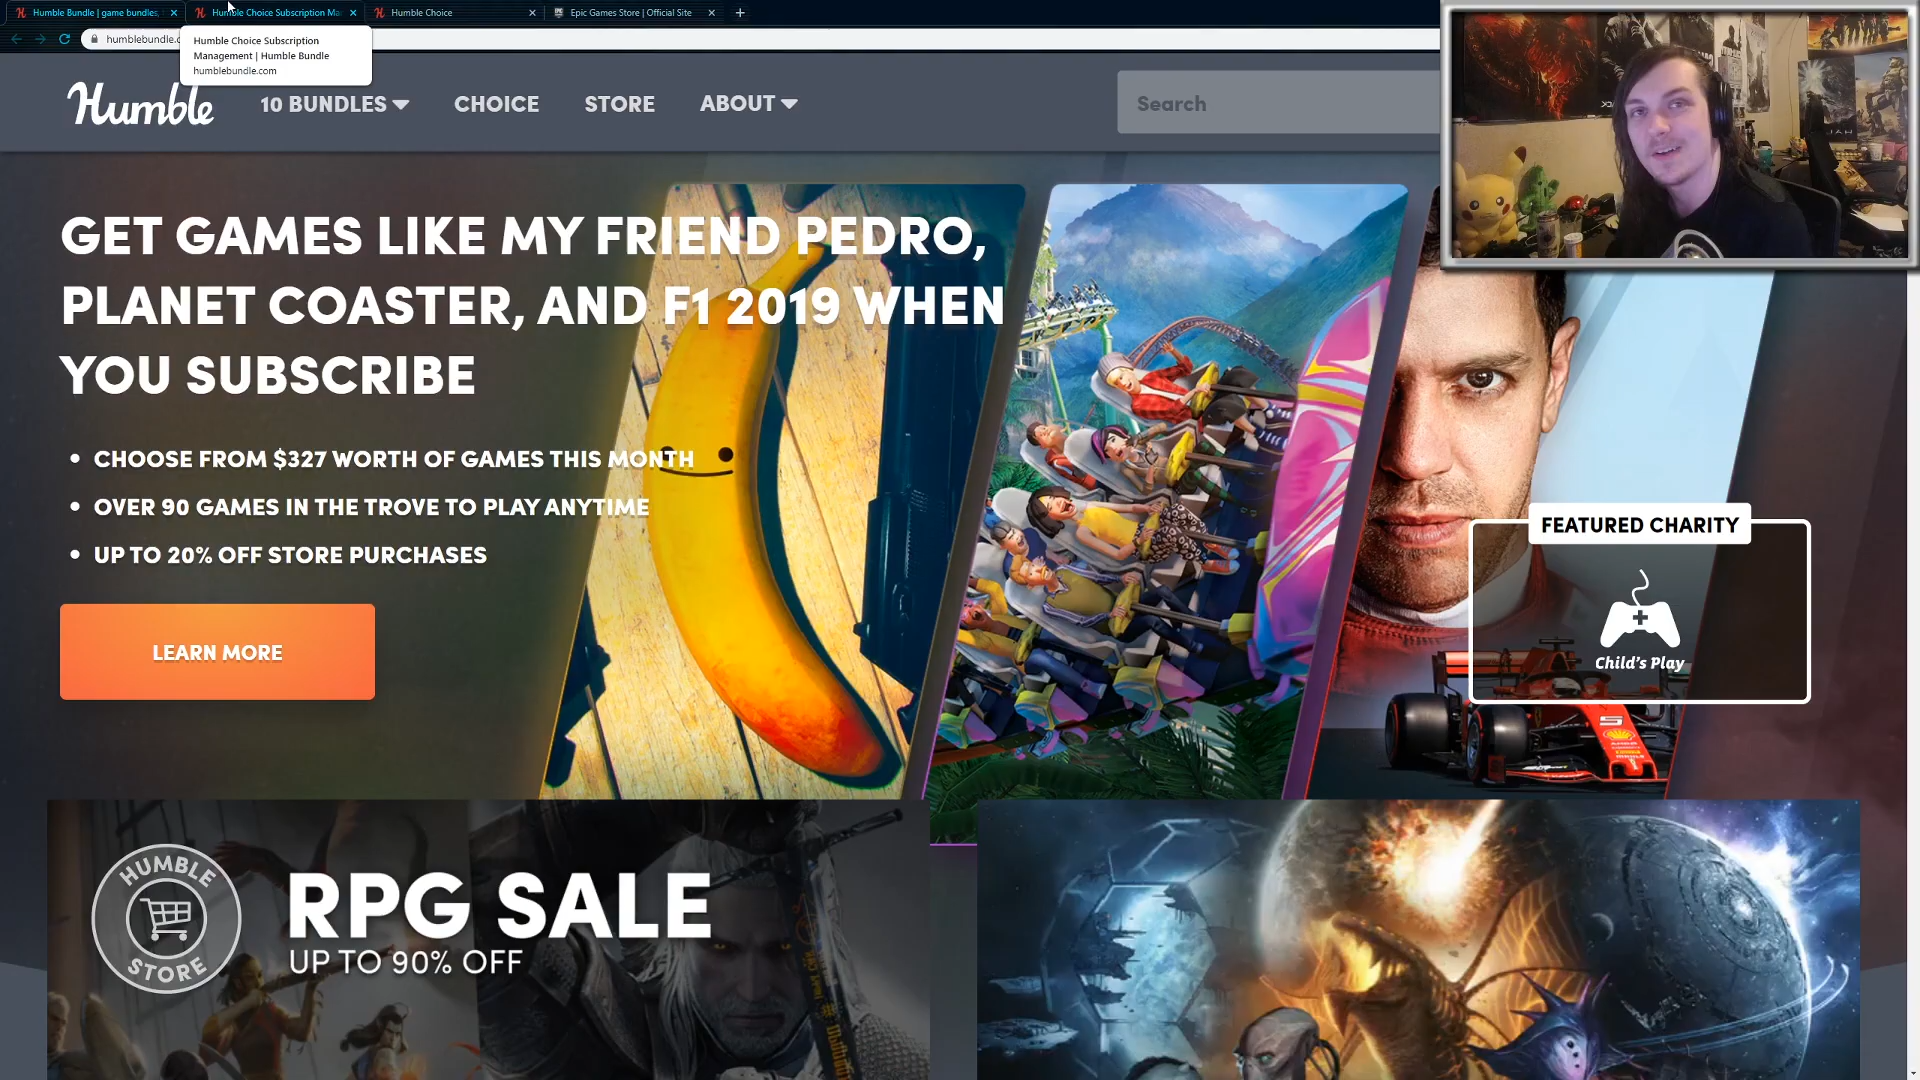 Humble Bundle | game bundles,
Humble Choice Subscription Ma
Humble Choice
Epic Games Store | Official Site
humblebundle.c
Humble Choice Subscription
Management | Humble Bundle
humblebundle.com
Humble
10 BUNDLES
CHOICE
STORE
ABOUT
Search
GET GAMES LIKE MY FRIEND PEDRO,
PLANET COASTER, AND F1 2019 WHEN
YOU SUBSCRIBE
• CHOOSE FROM $327 WORTH OF GAMES THIS MONTH
• OVER 90 GAMES IN THE TROVE TO PLAY ANYTIME
• UP TO 20% OFF STORE PURCHASES
LEARN MORE
FEATURED CHARITY
Child's Play
5
HUMBLE
STORE
RPG SALE
UP TO 90% OFF